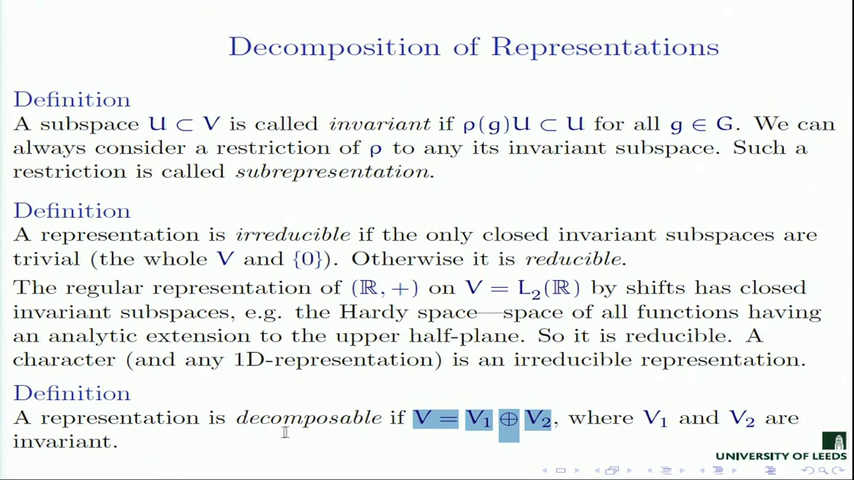 Decomposition of Representations
Definition
A subspace U ⊂ V is called invariant if ρ(g)U ⊂ U for all g ∈ G. We can
always consider a restriction of ρ to any its invariant subspace. Such a
restriction is called subrepresentation.
Definition
A representation is irreducible if the only closed invariant subspaces are
trivial (the whole V and {0}). Otherwise it is reducible.
The regular representation of (ℝ, +) on V = L₂(ℝ) by shifts has closed
invariant subspaces, e.g. the Hardy space—space of all functions having
an analytic extension to the upper half-plane. So it is reducible. A
character (and any 1D-representation) is an irreducible representation.
Definition
A representation is decomposable if V = V₁ ⊕ V₂, where V₁ and V₂ are
invariant.
UNIVERSITY OF LEEDS